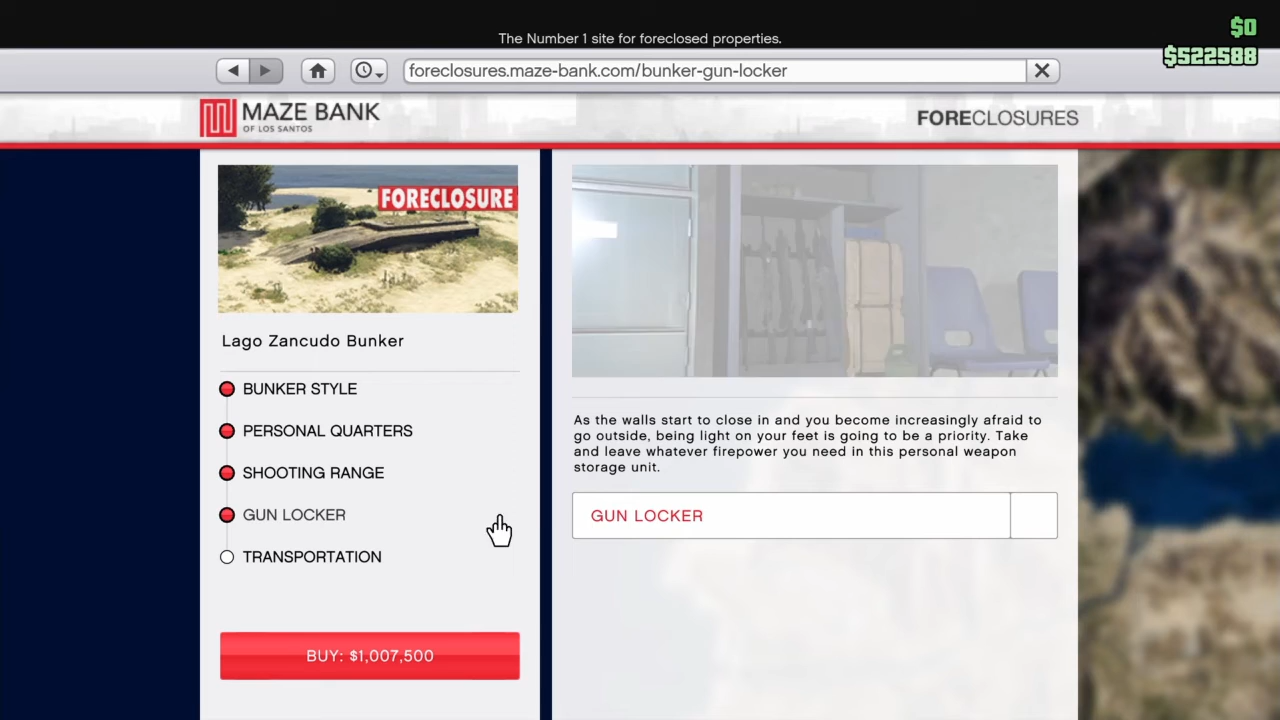 The Number 1 site for foreclosed properties.
$0
$522588
foreclosures.maze-bank.com/bunker-gun-locker
MAZE BANK
OF LOS SANTOS
FORECLOSURES
FORECLOSURE
Lago Zancudo Bunker
BUNKER STYLE
PERSONAL QUARTERS
SHOOTING RANGE
GUN LOCKER
TRANSPORTATION
BUY: $1,007,500
As the walls start to close in and you become increasingly afraid to
go outside, being light on your feet is going to be a priority. Take
and leave whatever firepower you need in this personal weapon
storage unit.
GUN LOCKER